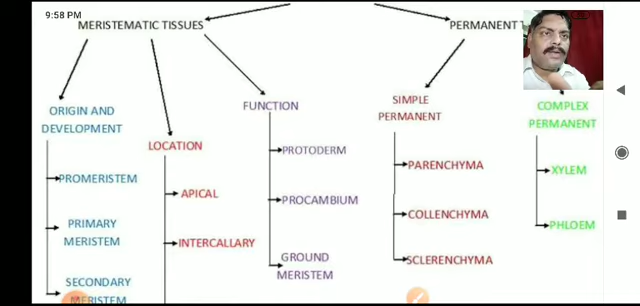 9:58 PM
MERISTEMATIC TISSUES
PERMANENT
ORIGIN AND
DEVELOPMENT
PROMERISTEM
PRIMARY
MERISTEM
SECONDARY
MERISTEM
LOCATION
APICAL
INTERCALLARY
FUNCTION
PROTODERM
PROCAMBIUM
GROUND
MERISTEM
SIMPLE
PERMANENT
PARENCHYMA
COLLENCHYMA
SCLERENCHYMA
COMPLEX
PERMANENT
XYLEM
PHLOEM